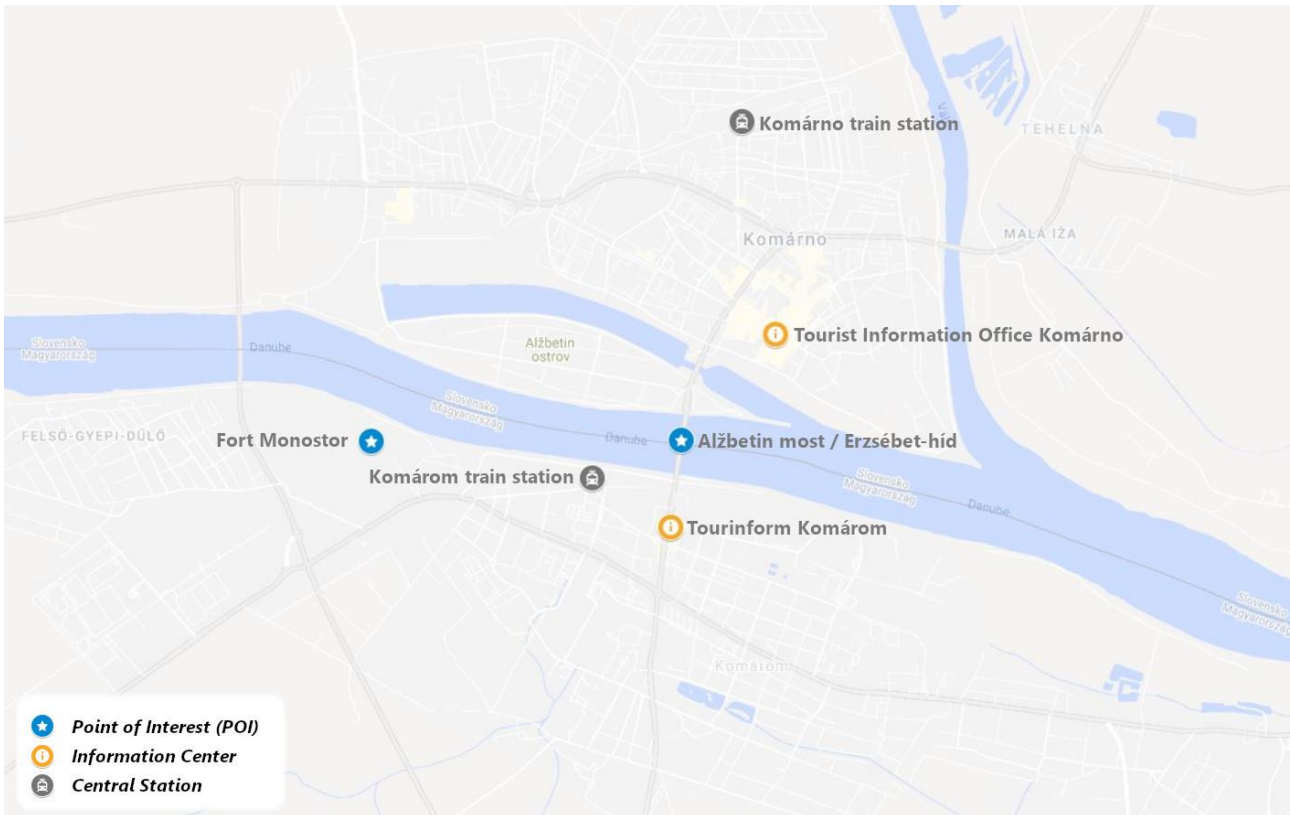 Komárno train station
Váh
TEHELNA
Komárno
MALÁ IŽA
Tourist Information Office Komárno
Slovensko
Magyarország
Danube
Alžbetin
ostrov
Slovensko
Magyarország
FELSŐ-GYEPI-DŰLŐ
Fort Monostor
Danube
Alžbetin most / Erzsébet-híd
Komárom train station
Slovensko
Magyarország
Danube
Tourinform Komárom
Slovensko
Magyarország
Komárom
Point of Interest (POI)
Information Center
Central Station